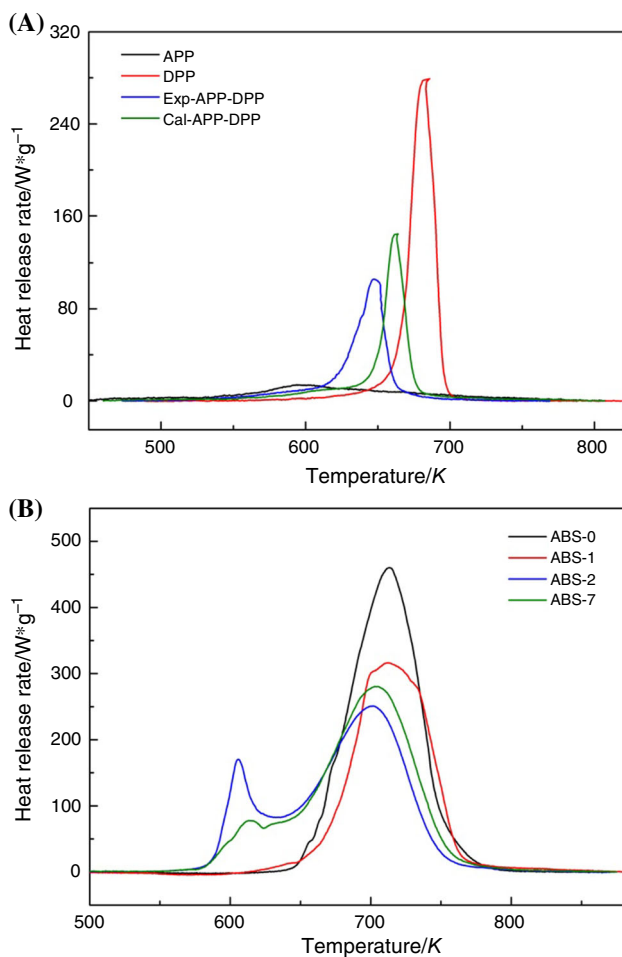 (A)
320
240
160
80
0
Heat release rate/W*g⁻¹
APP
DPP
Exp-APP-DPP
Cal-APP-DPP
500 600 700 800
Temperature/K
(B)
500
400
300
200
100
0
Heat release rate/W*g⁻¹
ABS-0
ABS-1
ABS-2
ABS-7
500 600 700 800
Temperature/K